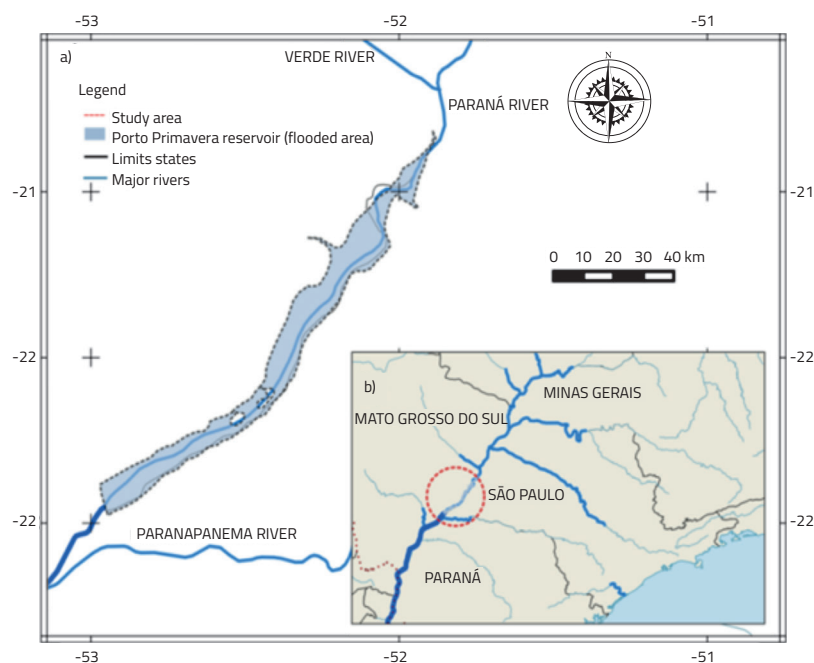 -53 -52 -51
a)
VERDE RIVER
N
Legend
PARANÁ RIVER
Study area
Porto Primavera reservoir (flooded area)
Limits states
Major rivers
-21 -21
0 10 20 30 40 km
-22 -22
b)
MINAS GERAIS
MATO GROSSO DO SUL
SÃO PAULO
-22 -22
PARANAPANEMA RIVER
PARANÁ
-53 -52 -51